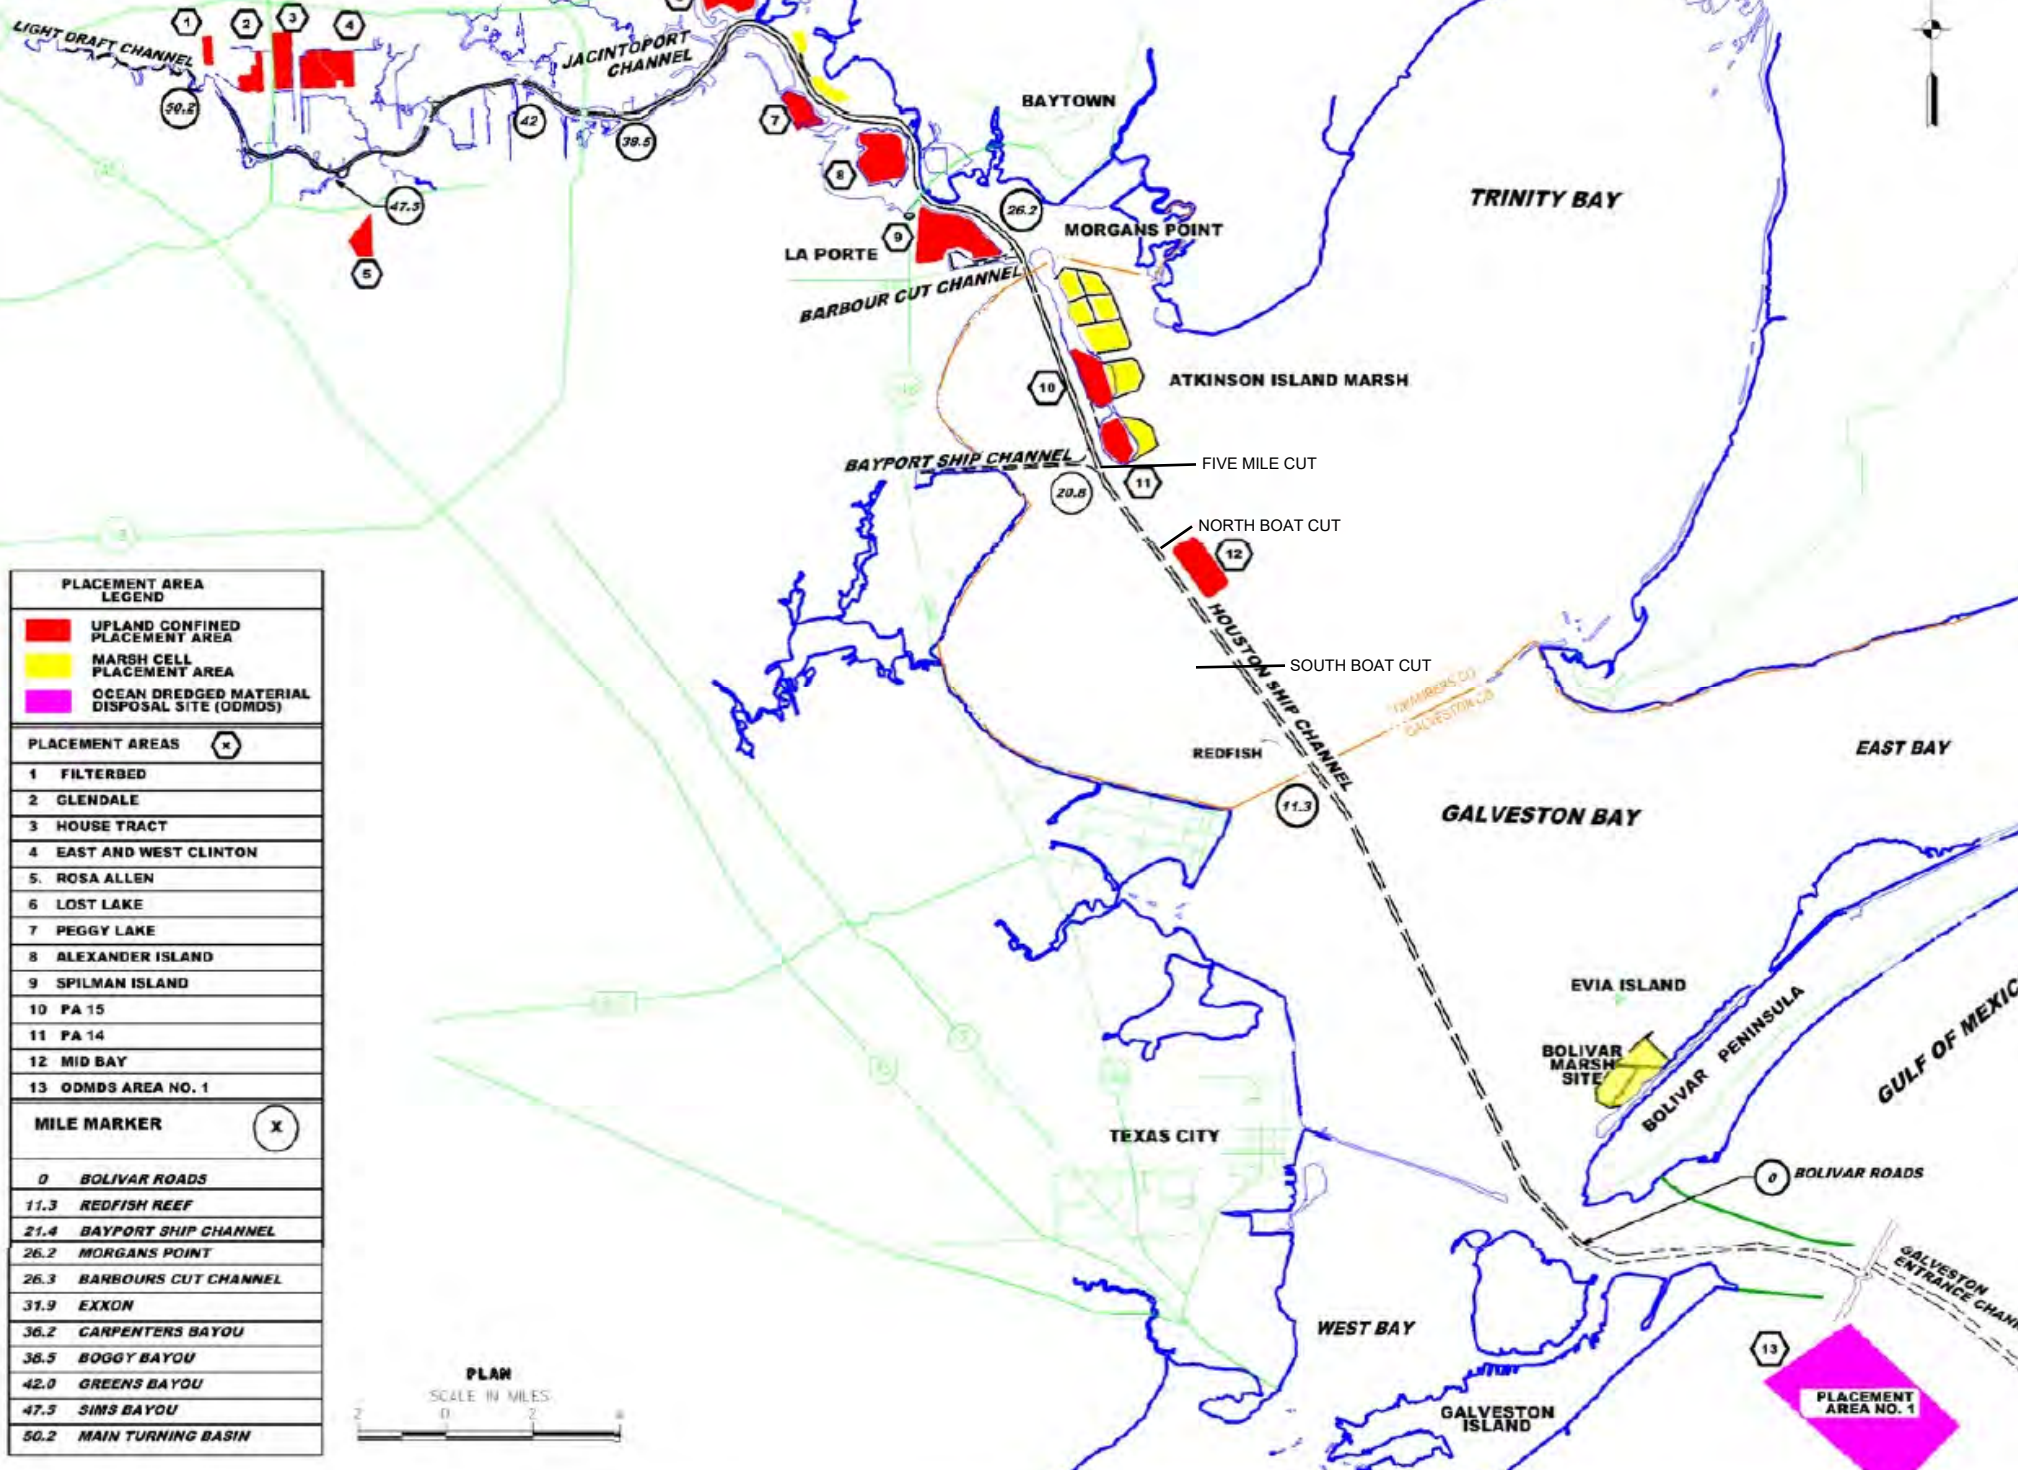 1
2
3
4
LIGHT DRAFT CHANNEL
JACINTOPORT
CHANNEL
50.2
42
39.5
7
BAYTOWN
8
47.5
5
26.2
TRINITY BAY
MORGANS POINT
9
LA PORTE
BARBOUR CUT CHANNEL
10
ATKINSON ISLAND MARSH
BAYPORT SHIP CHANNEL
FIVE MILE CUT
20.8
11
NORTH BOAT CUT
12
HOUSTON SHIP CHANNEL
SOUTH BOAT CUT
CHAMBERS CO
GALVESTON CO
REDFISH
11.3
EAST BAY
GALVESTON BAY
EVIA ISLAND
BOLIVAR
MARSH
SITE
BOLIVAR PENINSULA
GULF OF MEXIC
TEXAS CITY
0
BOLIVAR ROADS
GALVESTON
ENTRANCE CHAN
WEST BAY
13
PLACEMENT
AREA NO. 1
GALVESTON
ISLAND
PLACEMENT AREA
LEGEND
UPLAND CONFINED
PLACEMENT AREA
MARSH CELL
PLACEMENT AREA
OCEAN DREDGED MATERIAL
DISPOSAL SITE (ODMDS)
PLACEMENT AREAS X
1 FILTERBED
2 GLENDALE
3 HOUSE TRACT
4 EAST AND WEST CLINTON
5. ROSA ALLEN
6 LOST LAKE
7 PEGGY LAKE
8 ALEXANDER ISLAND
9 SPILMAN ISLAND
10 PA 15
11 PA 14
12 MID BAY
13 ODMDS AREA NO. 1
MILE MARKER X
0 BOLIVAR ROADS
11.3 REDFISH REEF
21.4 BAYPORT SHIP CHANNEL
26.2 MORGANS POINT
26.3 BARBOURS CUT CHANNEL
31.9 EXXON
36.2 CARPENTERS BAYOU
38.5 BOGGY BAYOU
42.0 GREENS BAYOU
47.5 SIMS BAYOU
50.2 MAIN TURNING BASIN
PLAN
SCALE IN MILES
2 0 2